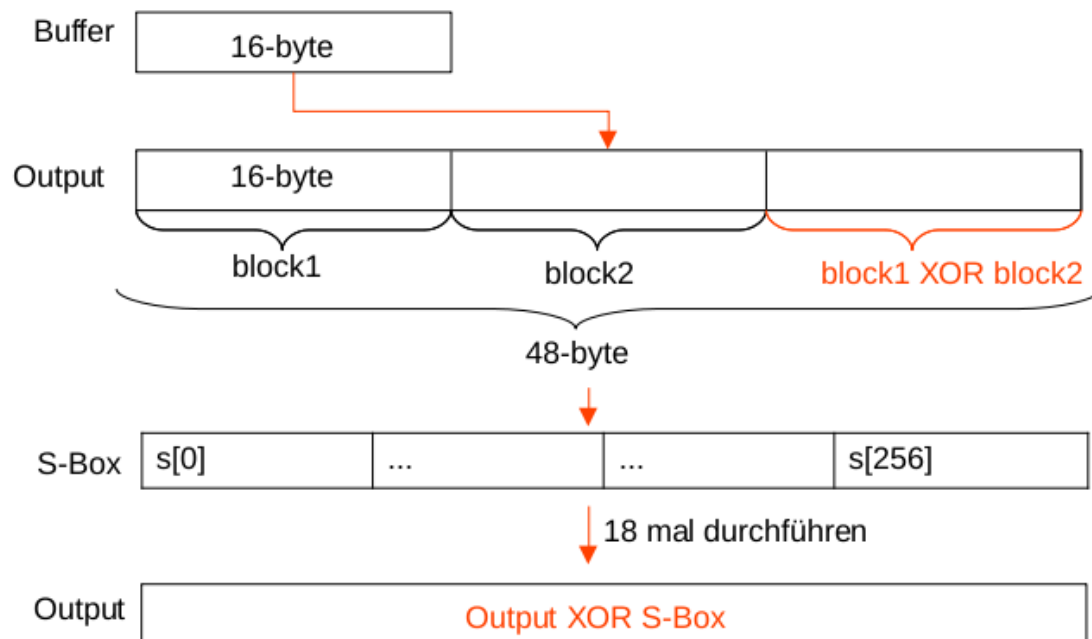 Buffer
16-byte
Output
16-byte
block1
block2
block1 XOR block2
48-byte
S-Box
s[0]
...
...
s[256]
18 mal durchführen
Output
Output XOR S-Box